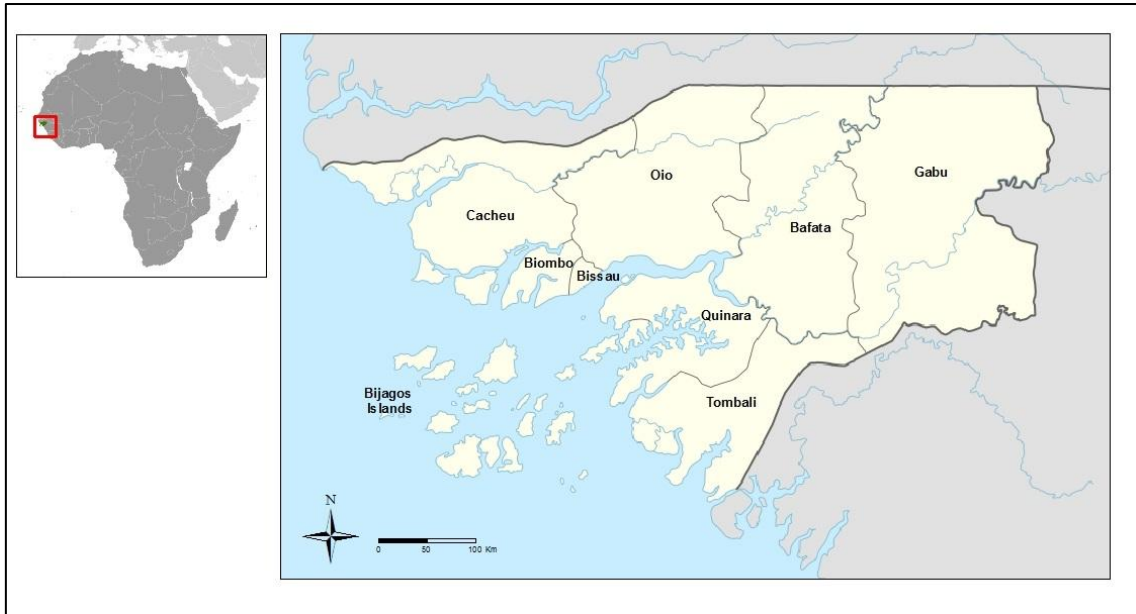 Oio
Gabu
Cacheu
Bafata
Biombo
Bissau
Quinara
Bijagos
Islands
Tombali
N
0 50 100 Km